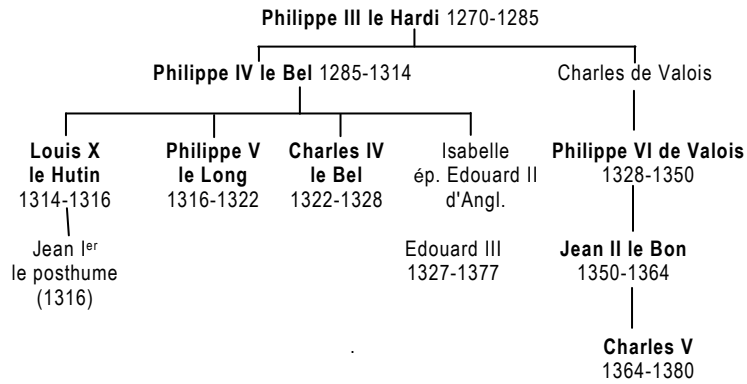 Philippe III le Hardi 1270-1285
Philippe IV le Bel 1285-1314
Charles de Valois
Louis X
le Hutin
1314-1316
Philippe V
le Long
1316-1322
Charles IV
le Bel
1322-1328
Isabelle
ép. Edouard II
d'Angl.
Philippe VI de Valois
1328-1350
Jean Ier
le posthume
(1316)
Edouard III
1327-1377
Jean II le Bon
1350-1364
.
Charles V
1364-1380